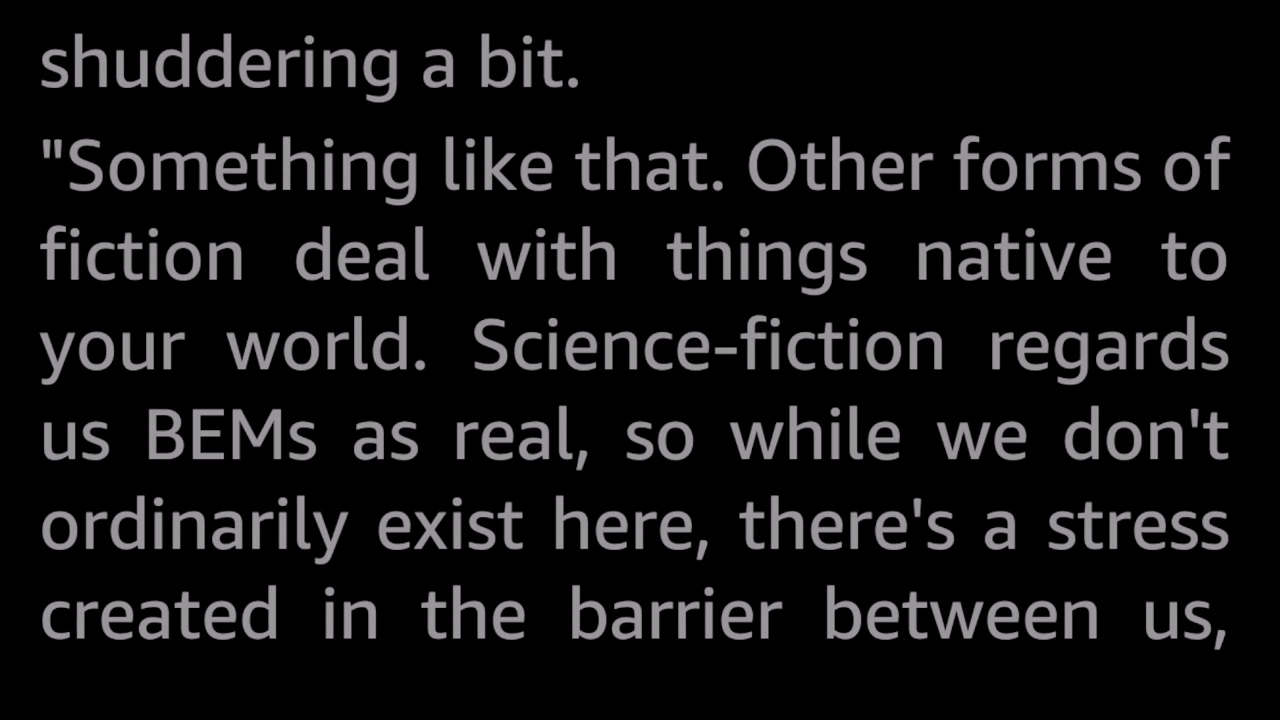 shuddering a bit.
"Something like that. Other forms of
fiction deal with things native to
your world. Science-fiction regards
us BEMs as real, so while we don't
ordinarily exist here, there's a stress
created in the barrier between us,